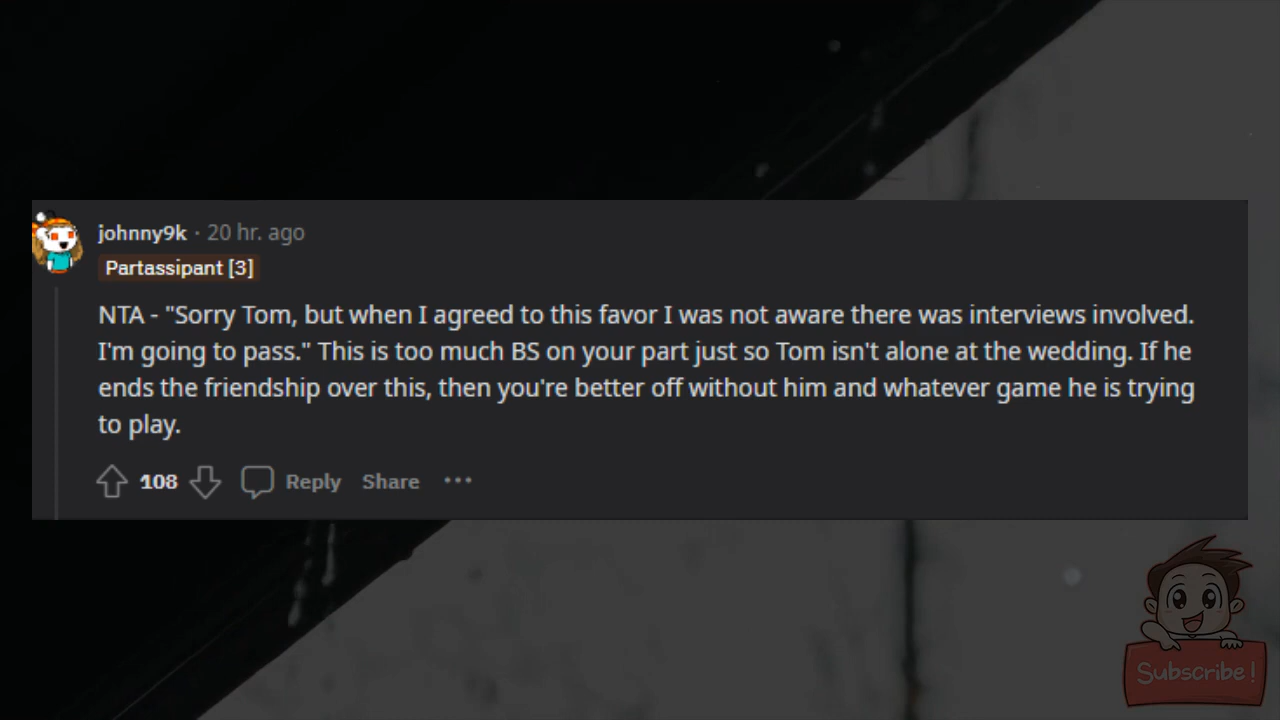 johnny9k · 20 hr. ago
Partassipant [3]
NTA - "Sorry Tom, but when I agreed to this favor I was not aware there was interviews involved.
I'm going to pass." This is too much BS on your part just so Tom isn't alone at the wedding. If he
ends the friendship over this, then you're better off without him and whatever game he is trying
to play.
108 Reply Share ···
Subscribe!